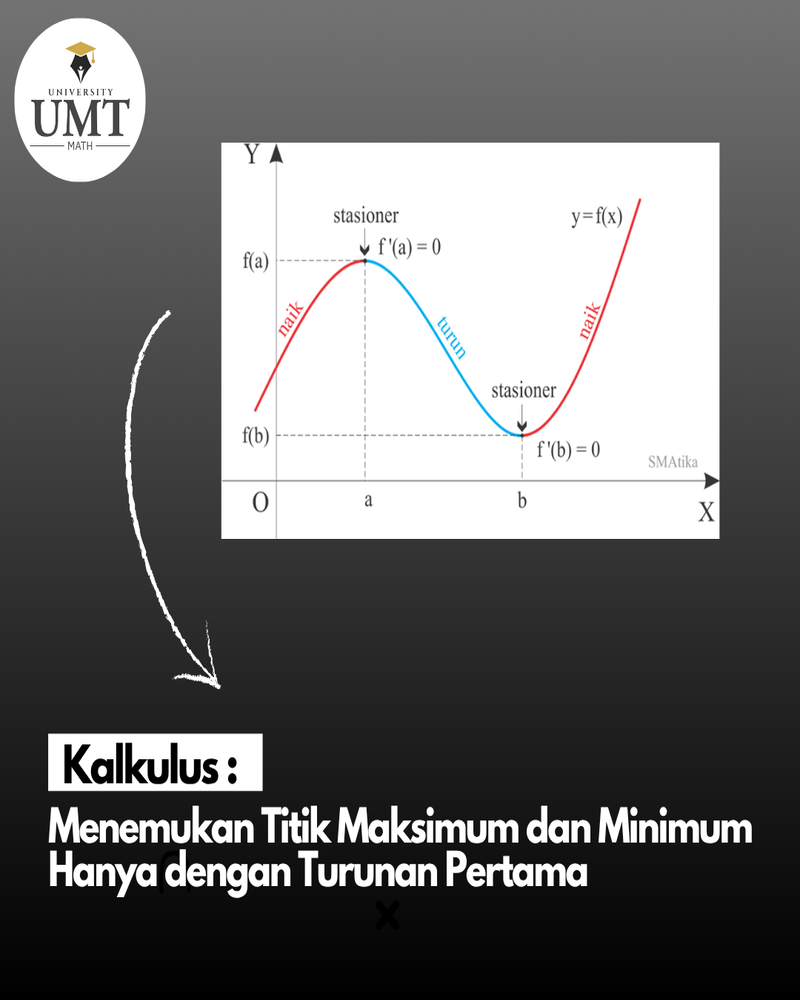 UNIVERSITY
UMT
MATH
Y
stasioner
y=f(x)
f '(a) = 0
f(a)
naik
turun
naik
stasioner
f(b)
f '(b) = 0
SMAtika
O
a
b
X
Kalkulus :
Menemukan Titik Maksimum dan Minimum
Hanya dengan Turunan Pertama
x